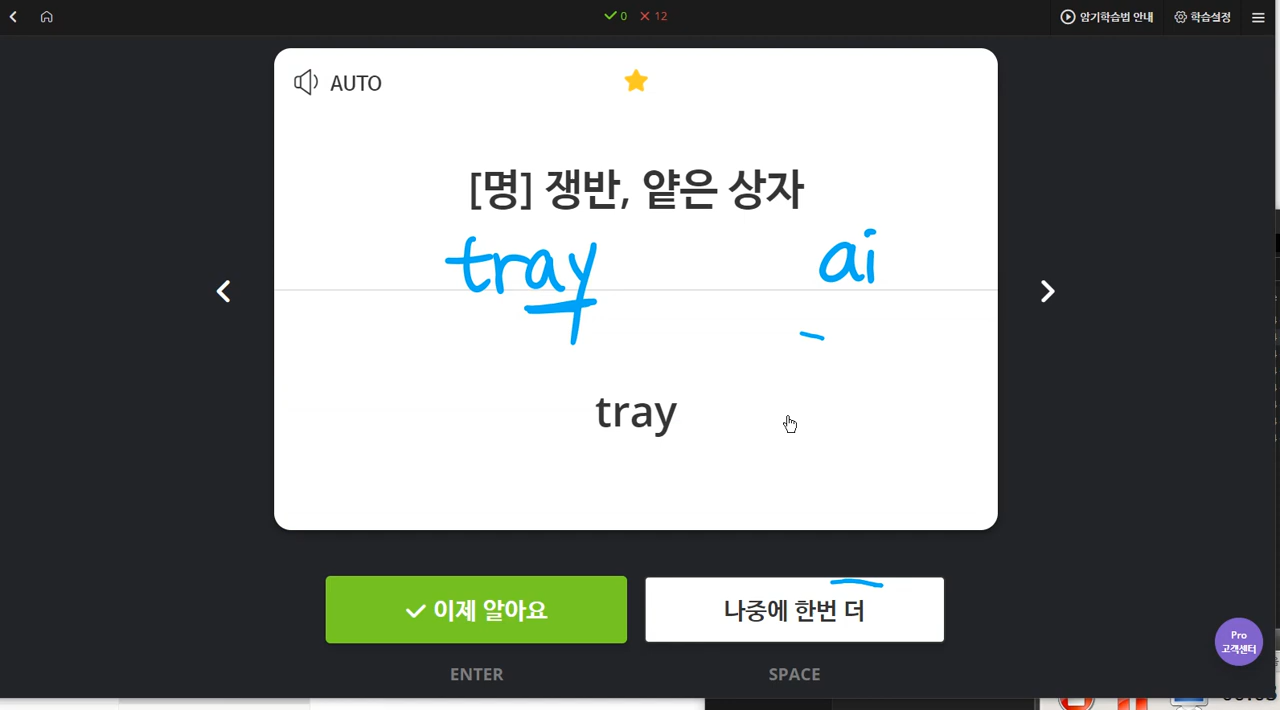 0 12 암기학습법 안내 학습설정
AUTO
[명] 쟁반, 얕은 상자
tray ai
tray
이제 알아요 나중에 한번 더
ENTER SPACE
Pro
고객센터